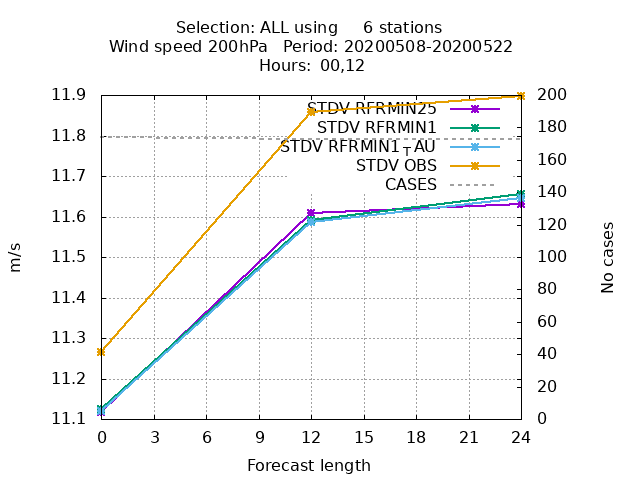 Selection: ALL using 6 stations
Wind speed 200hPa Period: 20200508-20200522
Hours: 00,12
11.9
11.8
11.7
11.6
11.5
11.4
11.3
11.2
11.1
200
180
160
140
120
100
80
60
40
20
0
STDV RFRMIN25
STDV RFRMIN1
STDV RFRMIN1┬AU
STDV OBS
CASES
m/s
No cases
0 3 6 9 12 15 18 21 24
Forecast length